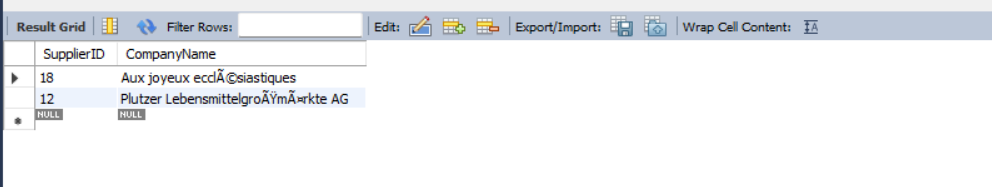 Result Grid Filter Rows: Edit: Export/Import: Wrap Cell Content:
SupplierID CompanyName
18 Aux joyeux ecclÃ©siastiques
12 Plutzer LebensmittelgroÃŸmÃ¤rkte AG
NULL NULL